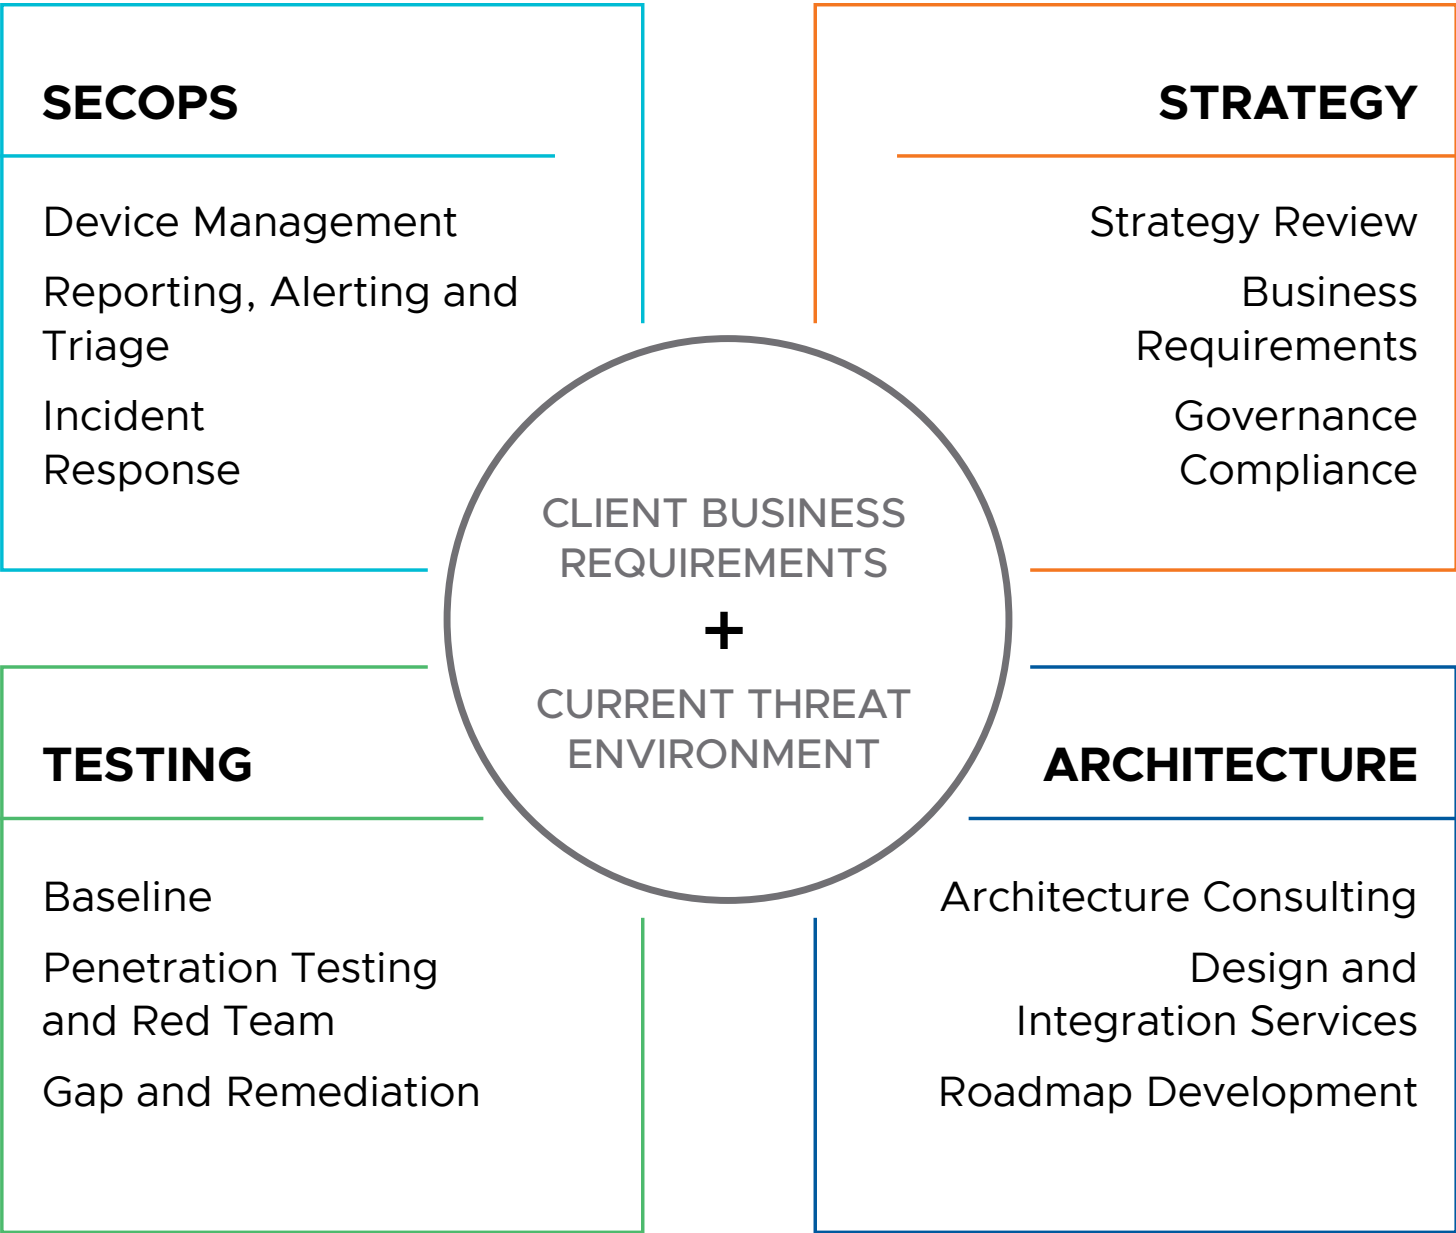 SECOPS
Device Management
Reporting, Alerting and
Triage
Incident
Response
STRATEGY
Strategy Review
Business
Requirements
Governance
Compliance
CLIENT BUSINESS
REQUIREMENTS
+
CURRENT THREAT
ENVIRONMENT
TESTING
Baseline
Penetration Testing
and Red Team
Gap and Remediation
ARCHITECTURE
Architecture Consulting
Design and
Integration Services
Roadmap Development